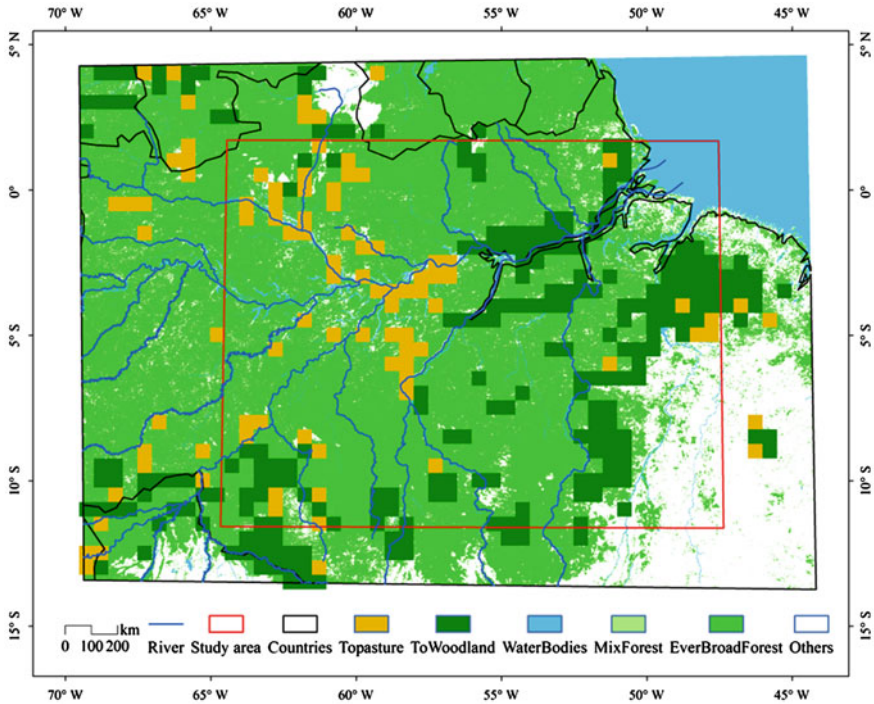 70° W 65° W 60° W 55° W 50° W 45° W
5° N 5° N
0° 0°
5° S 5° S
10° S 10° S
15° S 15° S
km
0 100 200
River Study area Countries Topasture ToWoodland WaterBodies MixForest EverBroadForest Others
70° W 65° W 60° W 55° W 50° W 45° W